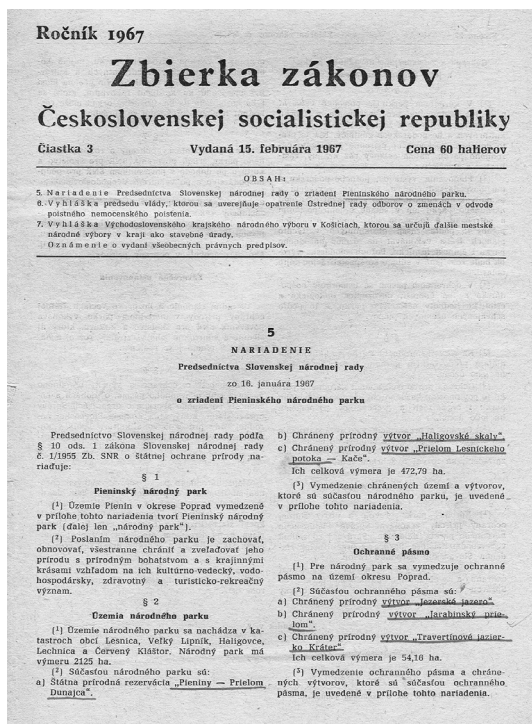 Ročník 1967
Zbierka zákonov
Československej socialistickej republiky
Čiastka 3 Vydaná 15. februára 1967 Cena 60 halierov
OBSAH:
5. Nariadenie Predsedníctva Slovenskej národnej rady o zriadení Pieninského národného parku.
6. Vyhláška predsedu vlády, ktorou sa uverejňuje opatrenie Ústrednej rady odborov o zmenách v odvode
poistného nemocenského poistenia.
7. Vyhláška Východoslovenského krajského národného výboru v Košiciach, ktorou sa určujú ďalšie mestské
národné výbory v kraji ako stavebné úrady.
Oznámenie o vydaní všeobecných právnych predpisov.
5
NARIADENIE
Predsedníctva Slovenskej národnej rady
zo 16. januára 1967
o zriadení Pieninského národného parku
Predsedníctvo Slovenskej národnej rady podľa
§ 10 ods. 1 zákona Slovenskej národnej rady
č. 1/1955 Zb. SNR o štátnej ochrane prírody na-
riaďuje:
§ 1
Pieninský národný park
(1) Územie Pienin v okrese Poprad vymedzené
v prílohe tohto nariadenia tvorí Pieninský národný
park (ďalej len „národný park").
(2) Poslaním národného parku je zachovať,
obnovovať, všestranne chrániť a zveľaďovať jeho
prírodu s prírodným bohatstvom a s krajinnými
krásami vzhľadom na ich kultúrno-vedecký, vodo-
hospodársky, zdravotný a turisticko-rekreačný
význam.
§ 2
Územia národného parku
(1) Územie národného parku sa nachádza v ka-
tastroch obcí Lesnica, Veľký Lipník, Haligovce,
Lechnica a Červený Kláštor. Národný park má
výmeru 2125 ha.
(2) Súčasťou národného parku sú:
a) Štátna prírodná rezervácia „Pieniny — Prielom
Dunajca".
b) Chránený prírodný výtvor „Haligovské skaly".
c) Chránený prírodný výtvor „Prielom Lesnického
potoka — Kače".
Ich celková výmera je 472,79 ha.
(3) Vymedzenie chránených území a výtvorov,
ktoré sú súčasťou národného parku, je uvedené
v prílohe tohto nariadenia.
§ 3
Ochranné pásmo
(1) Pre národný park sa vymedzuje ochranné
pásmo na území okresu Poprad.
(2) Súčasťou ochranného pásma sú:
a) Chránený prírodný výtvor „Jezerské jazero".
b) Chránený prírodný výtvor „Jarabinský prie-
lom".
c) Chránený prírodný výtvor „Travertínové jazier-
ko Kráter".
Ich celková výmera je 54,16 ha.
(3) Vymedzenie ochranného pásma a chráne-
ných výtvorov, ktoré sú súčasťou ochranného
pásma, je uvedené v prílohe tohto nariadenia.